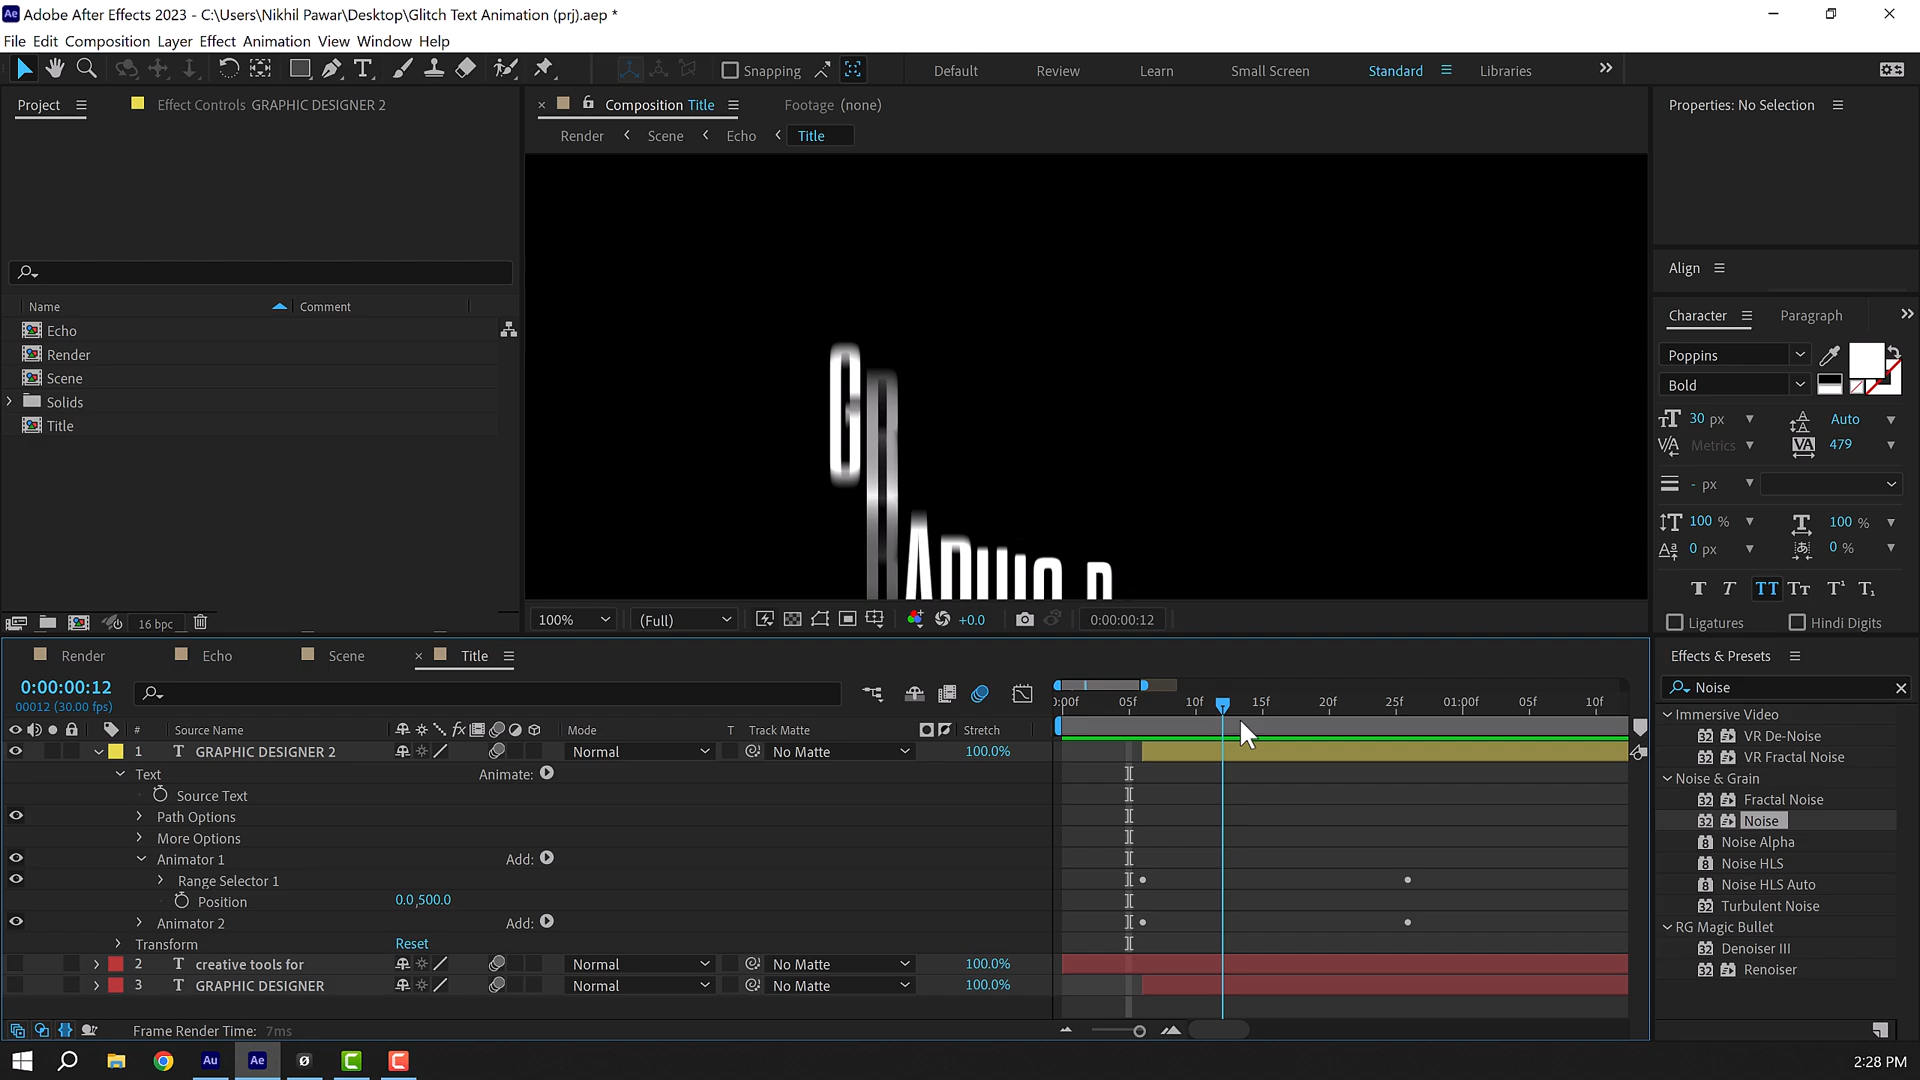 Adobe After Effects 2023 - C:\Users\Nikhil Pawar\Desktop\Glitch Text Animation (prj).aep *
File Edit Composition Layer Effect Animation View Window Help
Snapping Default Review Learn Small Screen Standard Libraries
Project Effect Controls GRAPHIC DESIGNER 2
Composition Title Footage (none)
Render Scene Echo Title
Properties: No Selection
Align
Name Comment
Echo
Render
Scene
Solids
Title
Character Paragraph
Poppins
Bold
30 px Auto
Metrics 479
- px
100 % 100 %
0 px 0 %
Ligatures Hindi Digits
16 bpc
100% (Full) +0.0 0:00:00:12
Render Echo Scene Title
0:00:00:12
00012 (30.00 fps)
# Source Name Mode T Track Matte Stretch
0:00f 05f 10f 15f 20f 25f 01:00f 05f 10f
1 T GRAPHIC DESIGNER 2 Normal No Matte 100.0%
Text Animate:
Source Text
Path Options
More Options
Animator 1 Add:
Range Selector 1
Position 0.0,500.0
Animator 2 Add:
Transform Reset
2 T creative tools for Normal No Matte 100.0%
3 T GRAPHIC DESIGNER Normal No Matte 100.0%
Frame Render Time: 7ms
Effects & Presets
Noise
Immersive Video
VR De-Noise
VR Fractal Noise
Noise & Grain
Fractal Noise
Noise
Noise Alpha
Noise HLS
Noise HLS Auto
Turbulent Noise
RG Magic Bullet
Denoiser III
Renoiser
2:28 PM